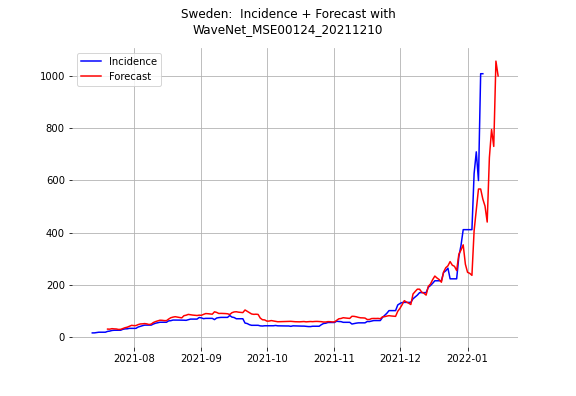 Sweden:  Incidence + Forecast with
WaveNet_MSE00124_20211210
Incidence
Forecast
1000
800
600
400
200
0
2021-08 2021-09 2021-10 2021-11 2021-12 2022-01